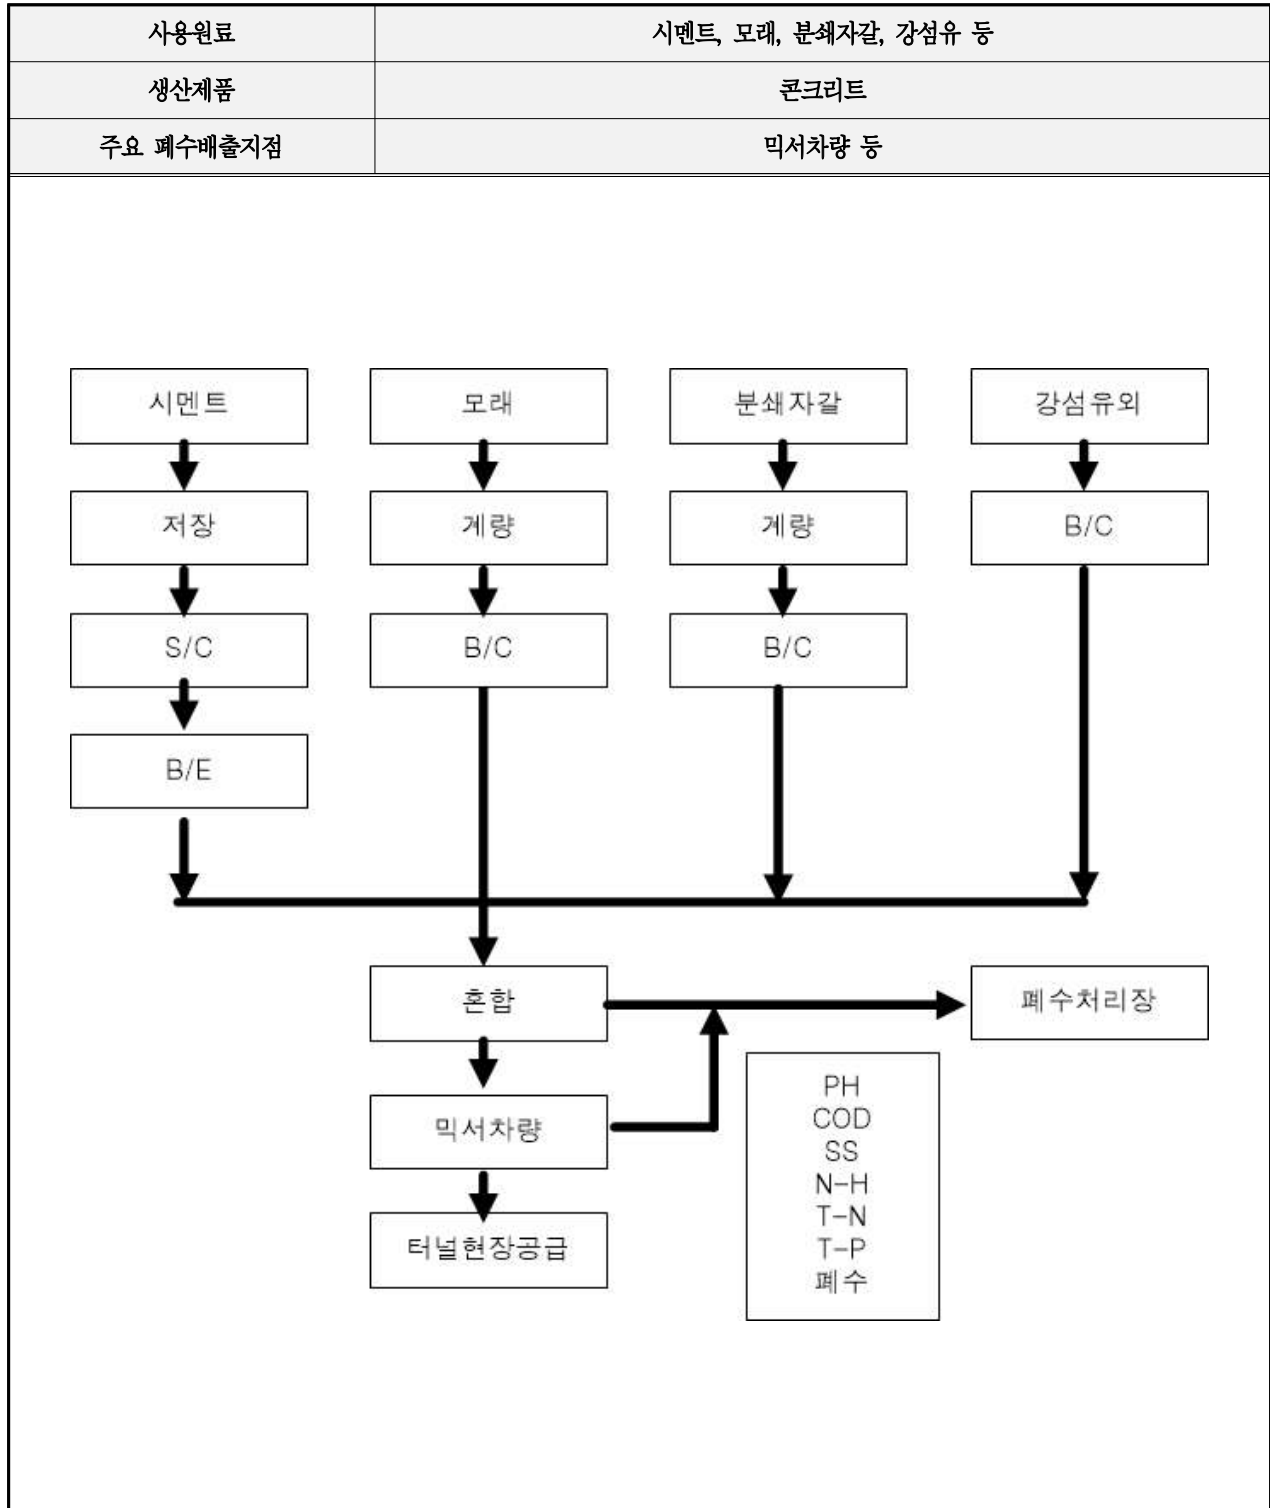 사용원료 시멘트, 모래, 분쇄자갈, 강섬유 등
생산제품 콘크리트
주요 폐수배출지점 믹서차량 등
시멘트 모래 분쇄자갈 강섬유외
저장 계량 계량 B/C
S/C B/C B/C
B/E
혼합 폐수처리장
믹서차량
터널현장공급
PH
COD
SS
N-H
T-N
T-P
폐수